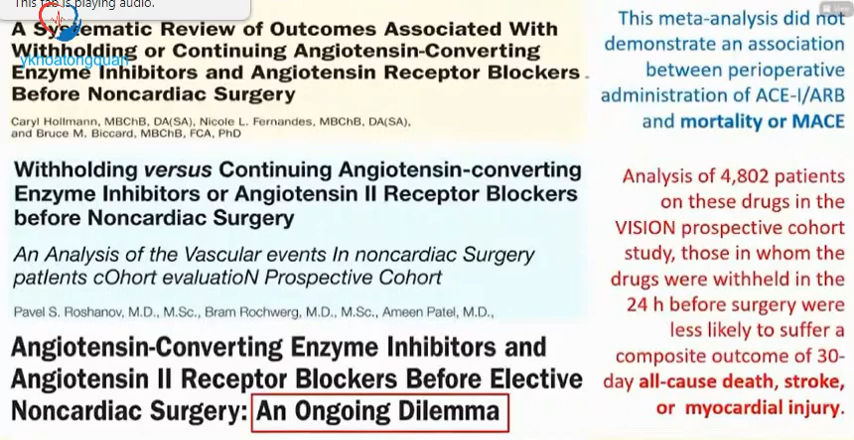 This tab is playing audio.
View
A Systematic Review of Outcomes Associated With
Withholding or Continuing Angiotensin-Converting
Enzyme Inhibitors and Angiotensin Receptor Blockers
Before Noncardiac Surgery
ykhoatongquan
Caryl Hollmann, MBChB, DA(SA), Nicole L. Fernandes, MBChB, DA(SA),
and Bruce M. Biccard, MBChB, FCA, PhD
This meta-analysis did not
demonstrate an association
between perioperative
administration of ACE-I/ARB
and mortality or MACE
Withholding versus Continuing Angiotensin-converting
Enzyme Inhibitors or Angiotensin II Receptor Blockers
before Noncardiac Surgery
An Analysis of the Vascular events In noncardiac Surgery
patIents cOhort evaluatioN Prospective Cohort
Pavel S. Roshanov, M.D., M.Sc., Bram Rochwerg, M.D., M.Sc., Ameen Patel, M.D.,
Analysis of 4,802 patients
on these drugs in the
VISION prospective cohort
study, those in whom the
drugs were withheld in the
24 h before surgery were
less likely to suffer a
composite outcome of 30-
day all-cause death, stroke,
or myocardial injury.
Angiotensin-Converting Enzyme Inhibitors and
Angiotensin II Receptor Blockers Before Elective
Noncardiac Surgery: An Ongoing Dilemma